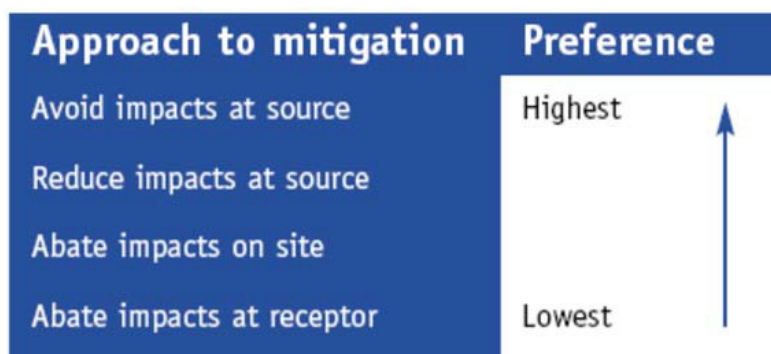 Approach to mitigation Preference
Avoid impacts at source Highest
Reduce impacts at source
Abate impacts on site
Abate impacts at receptor Lowest